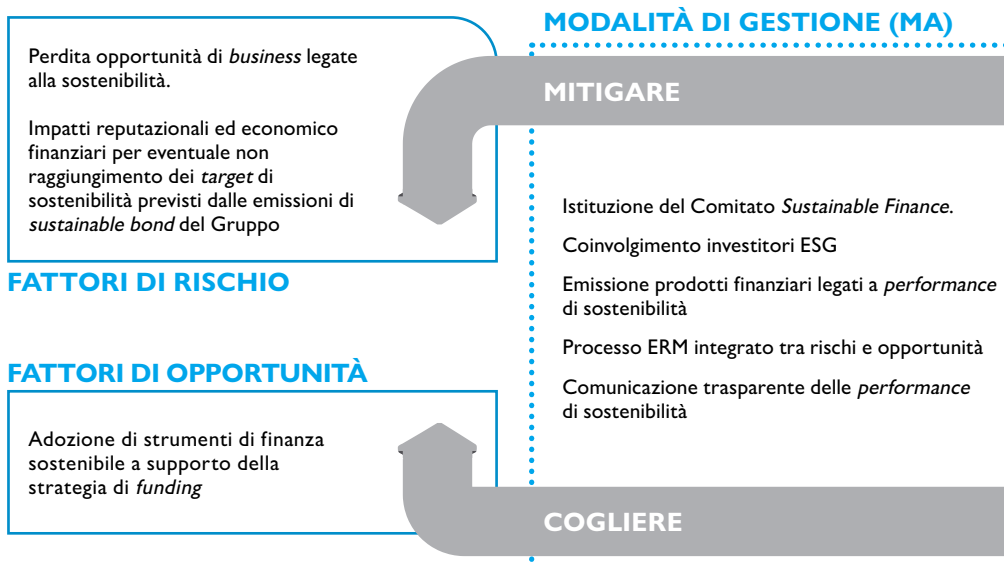 Perdita opportunità di business legate
alla sostenibilità.
Impatti reputazionali ed economico
finanziari per eventuale non
raggiungimento dei target di
sostenibilità previsti dalle emissioni di
sustainable bond del Gruppo
FATTORI DI RISCHIO
FATTORI DI OPPORTUNITÀ
Adozione di strumenti di finanza
sostenibile a supporto della
strategia di funding
MODALITÀ DI GESTIONE (MA)
MITIGARE
Istituzione del Comitato Sustainable Finance.
Coinvolgimento investitori ESG
Emissione prodotti finanziari legati a performance
di sostenibilità
Processo ERM integrato tra rischi e opportunità
Comunicazione trasparente delle performance
di sostenibilità
COGLIERE